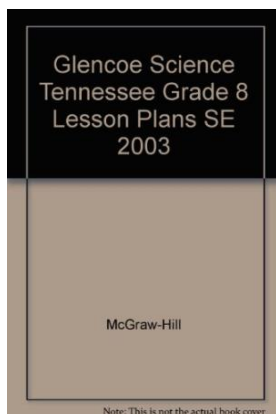 Glencoe Science
Tennessee Grade 8
Lesson Plans SE
2003
McGraw-Hill
Note: This is not the actual book cover